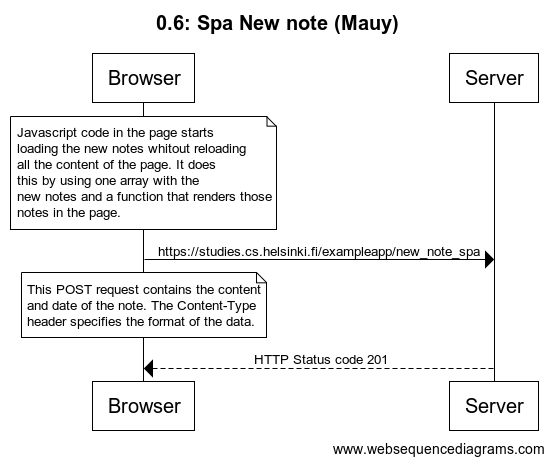 0.6: Spa New note (Mauy)
Browser
Server
Javascript code in the page starts
loading the new notes whitout reloading
all the content of the page. It does
this by using one array with the
new notes and a function that renders those
notes in the page.
https://studies.cs.helsinki.fi/exampleapp/new_note_spa
This POST request contains the content
and date of the note. The Content-Type
header specifies the format of the data.
HTTP Status code 201
Browser
Server
www.websequencediagrams.com